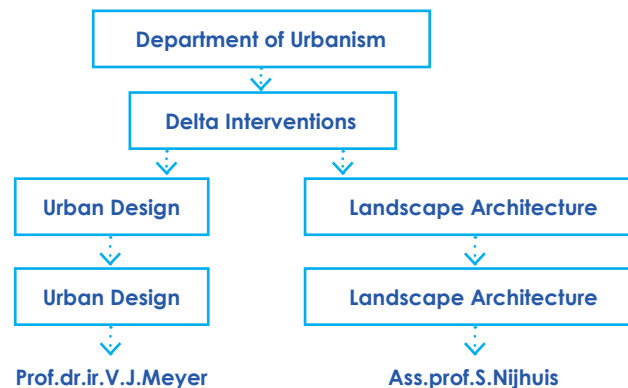 Department of Urbanism
Delta Interventions
Urban Design
Landscape Architecture
Urban Design
Landscape Architecture
Prof.dr.ir.V.J.Meyer
Ass.prof.S.Nijhuis